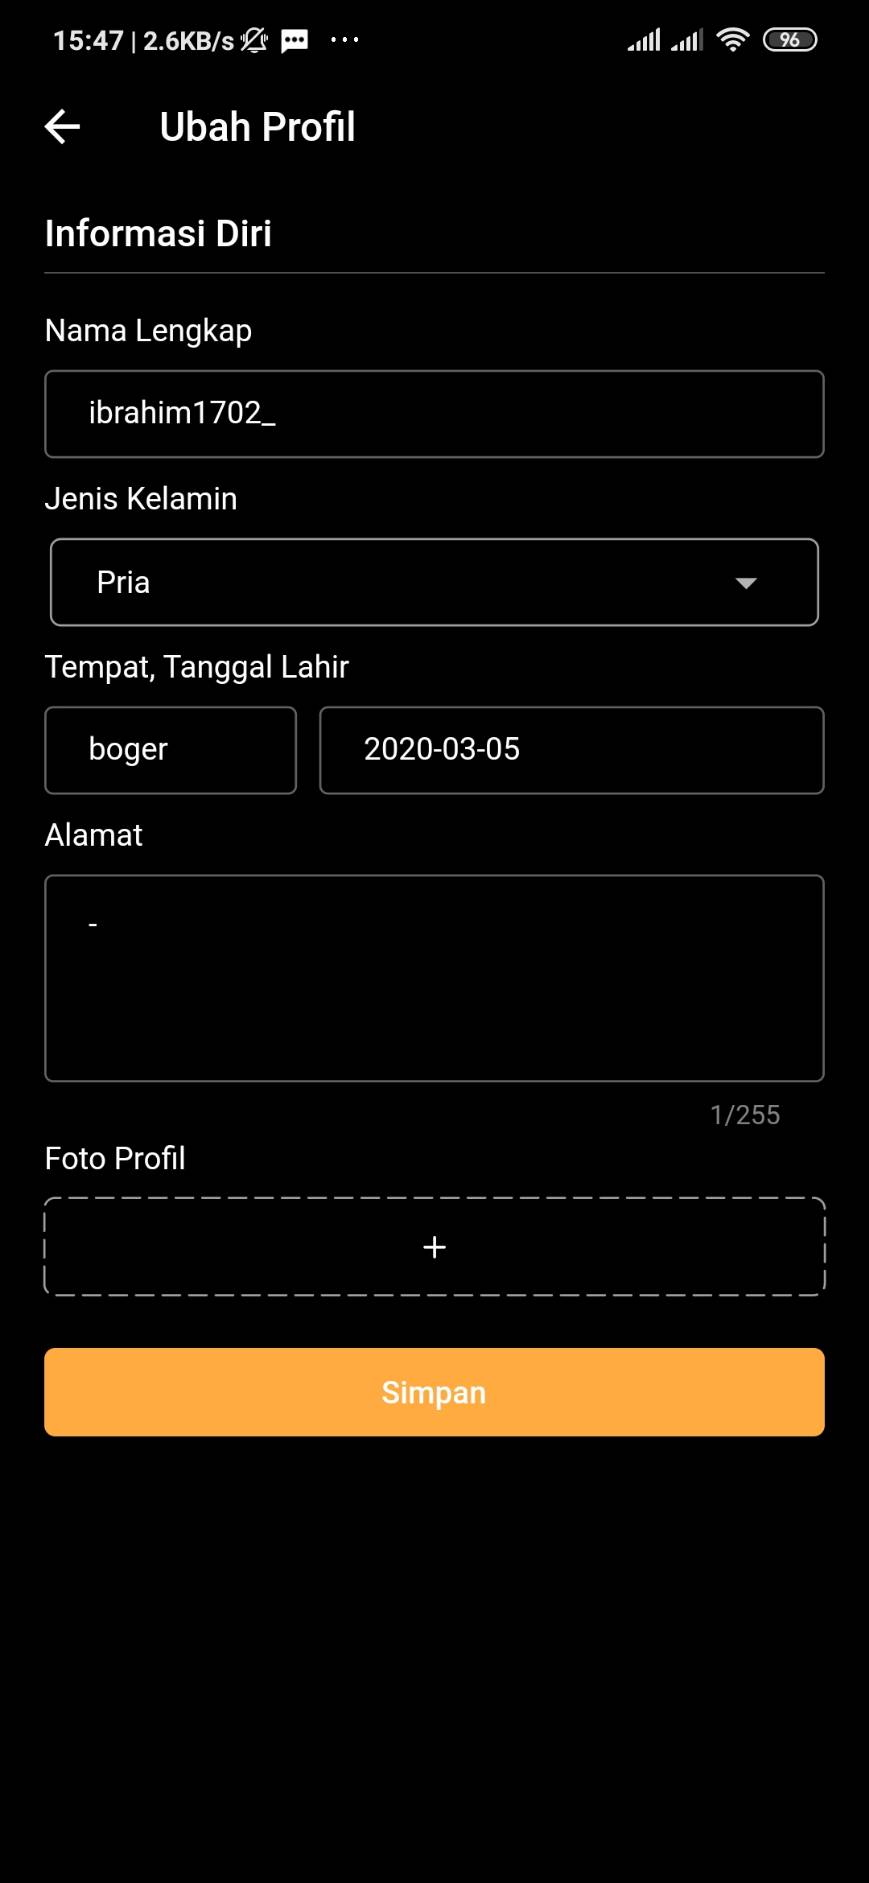 15:47 | 2.6KB/s ... 96
Ubah Profil
Informasi Diri
Nama Lengkap
ibrahim1702_
Jenis Kelamin
Pria
Tempat, Tanggal Lahir
boger 2020-03-05
Alamat
-
1/255
Foto Profil
+
Simpan